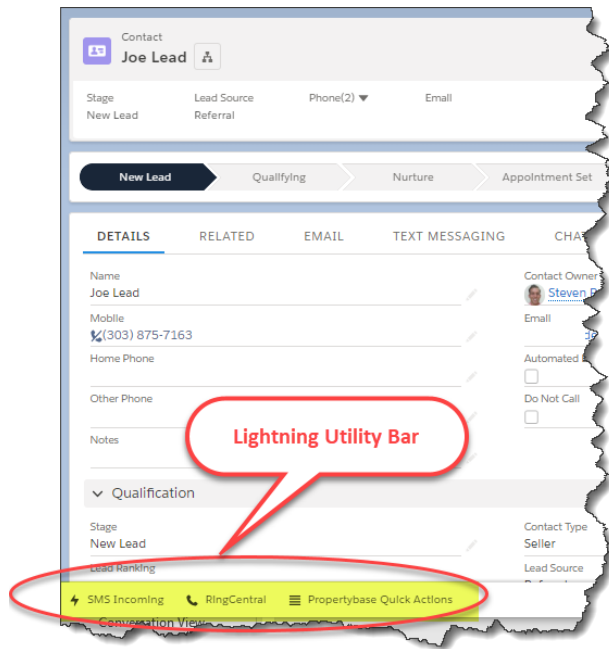 Contact
Joe Lead
Stage Lead Source Phone(2) Email
New Lead Referral
New Lead Qualifying Nurture Appointment Set
DETAILS RELATED EMAIL TEXT MESSAGING
Name Contact Owner
Joe Lead Steven
Mobile Email
(303) 875-7163
Home Phone Automated
Other Phone Do Not Call
Notes
Lightning Utility Bar
Qualification
Stage Contact Type
New Lead Seller
Lead Ranking Lead Source
SMS Incoming RingCentral Propertybase Quick Actions
Conversation View